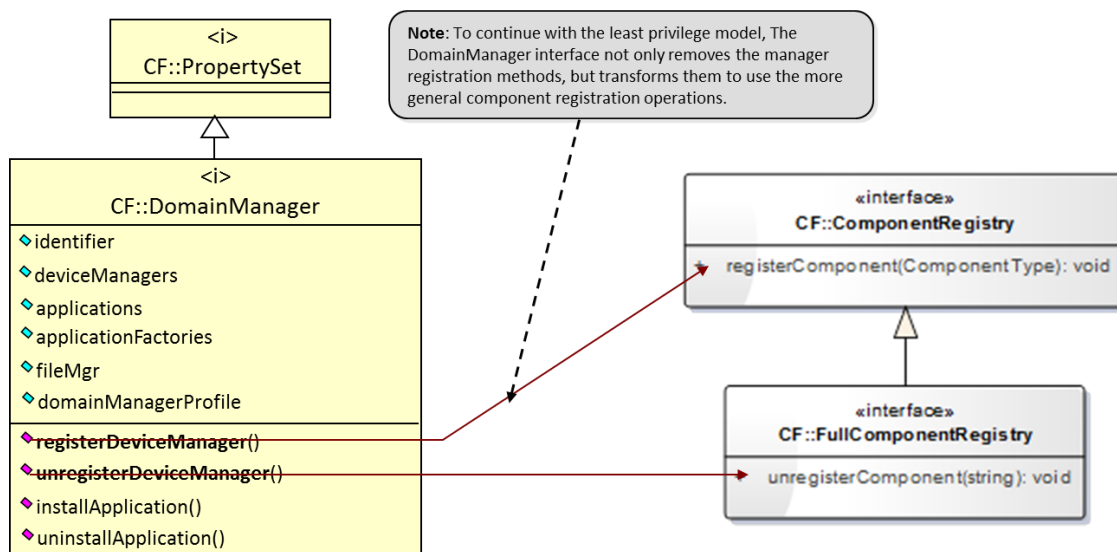 <i>
CF::PropertySet
Note: To continue with the least privilege model, The
DomainManager interface not only removes the manager
registration methods, but transforms them to use the more
general component registration operations.
<i>
CF::DomainManager
identifier
deviceManagers
applications
applicationFactories
fileMgr
domainManagerProfile
registerDeviceManager()
unregisterDeviceManager()
installApplication()
uninstallApplication()
«interface»
CF::ComponentRegistry
+ registerComponent(ComponentType): void
«interface»
CF::FullComponentRegistry
unregisterComponent(string): void